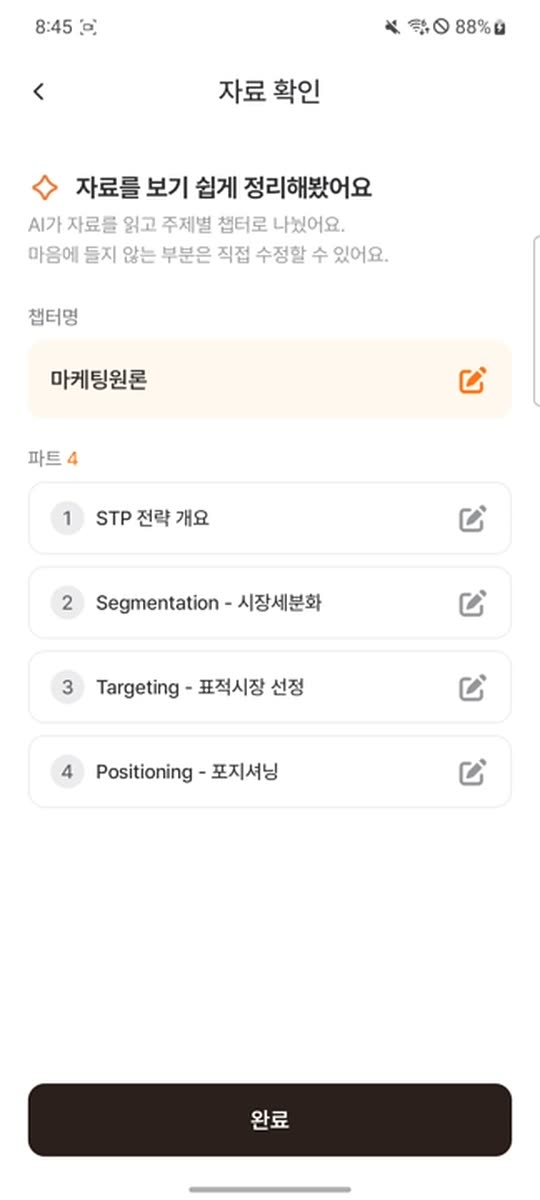 8:45
88%
자료 확인
자료를 보기 쉽게 정리해봤어요
AI가 자료를 읽고 주제별 챕터로 나눴어요.
마음에 들지 않는 부분은 직접 수정할 수 있어요.
챕터명
마케팅원론
파트 4
1 STP 전략 개요
2 Segmentation - 시장세분화
3 Targeting - 표적시장 선정
4 Positioning - 포지셔닝
완료